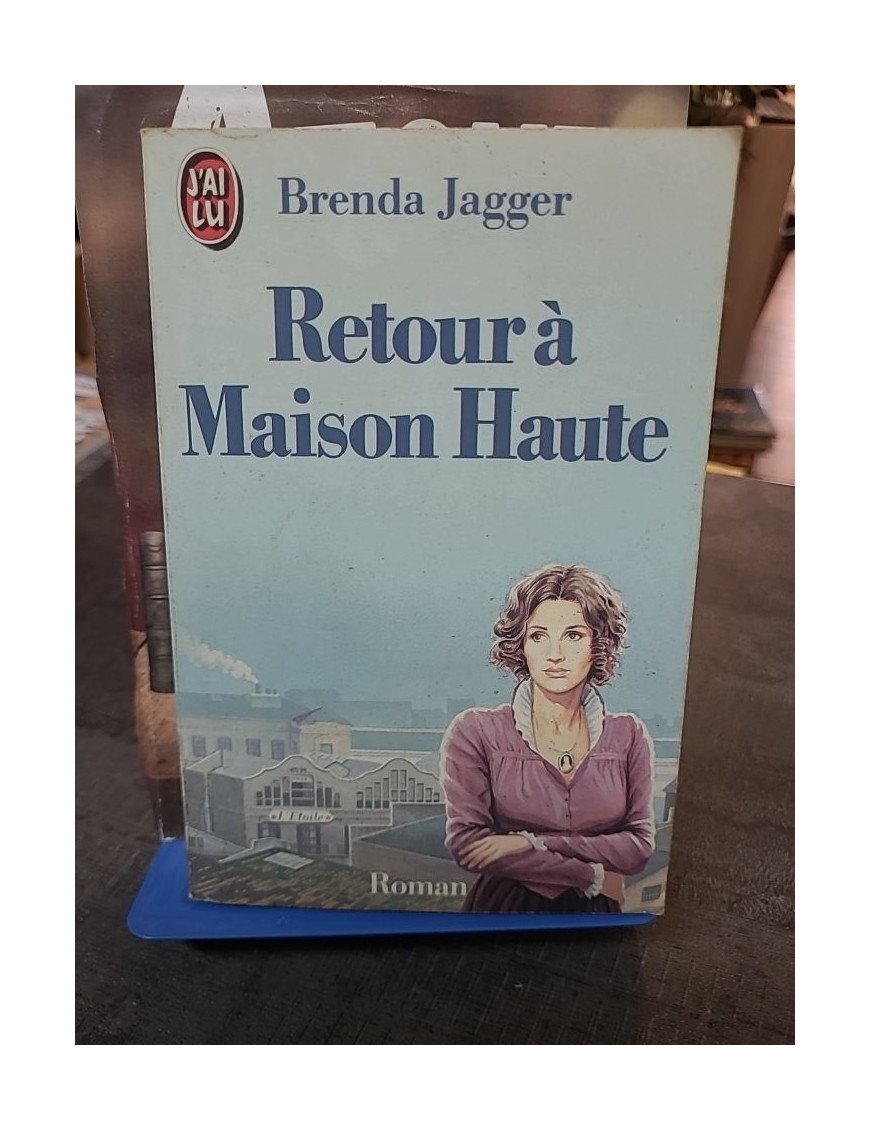 J'AI
LU
Brenda Jagger
Retour à
Maison Haute
L'Etoile
Roman